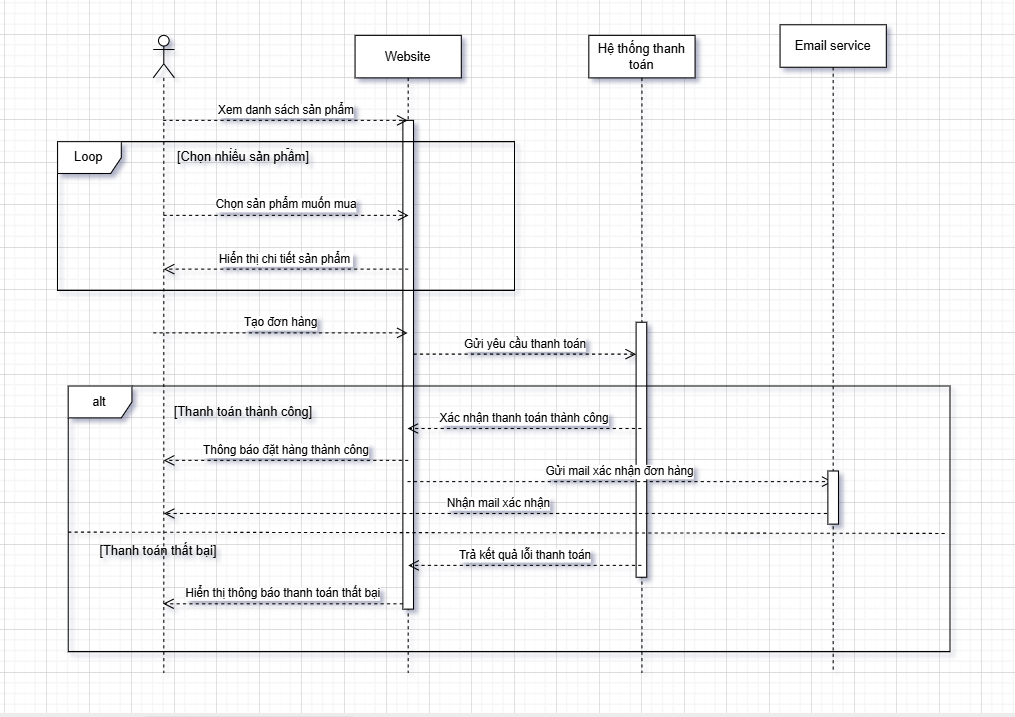 Website
Hệ thống thanh
toán
Email service
Xem danh sách sản phẩm
Loop
[Chọn nhiều sản phẩm]
Chọn sản phẩm muốn mua
Hiển thị chi tiết sản phẩm
Tạo đơn hàng
Gửi yêu cầu thanh toán
alt
[Thanh toán thành công]
Xác nhận thanh toán thành công
Thông báo đặt hàng thành công
Gửi mail xác nhận đơn hàng
Nhận mail xác nhận
[Thanh toán thất bại]
Trả kết quả lỗi thanh toán
Hiển thị thông báo thanh toán thất bại